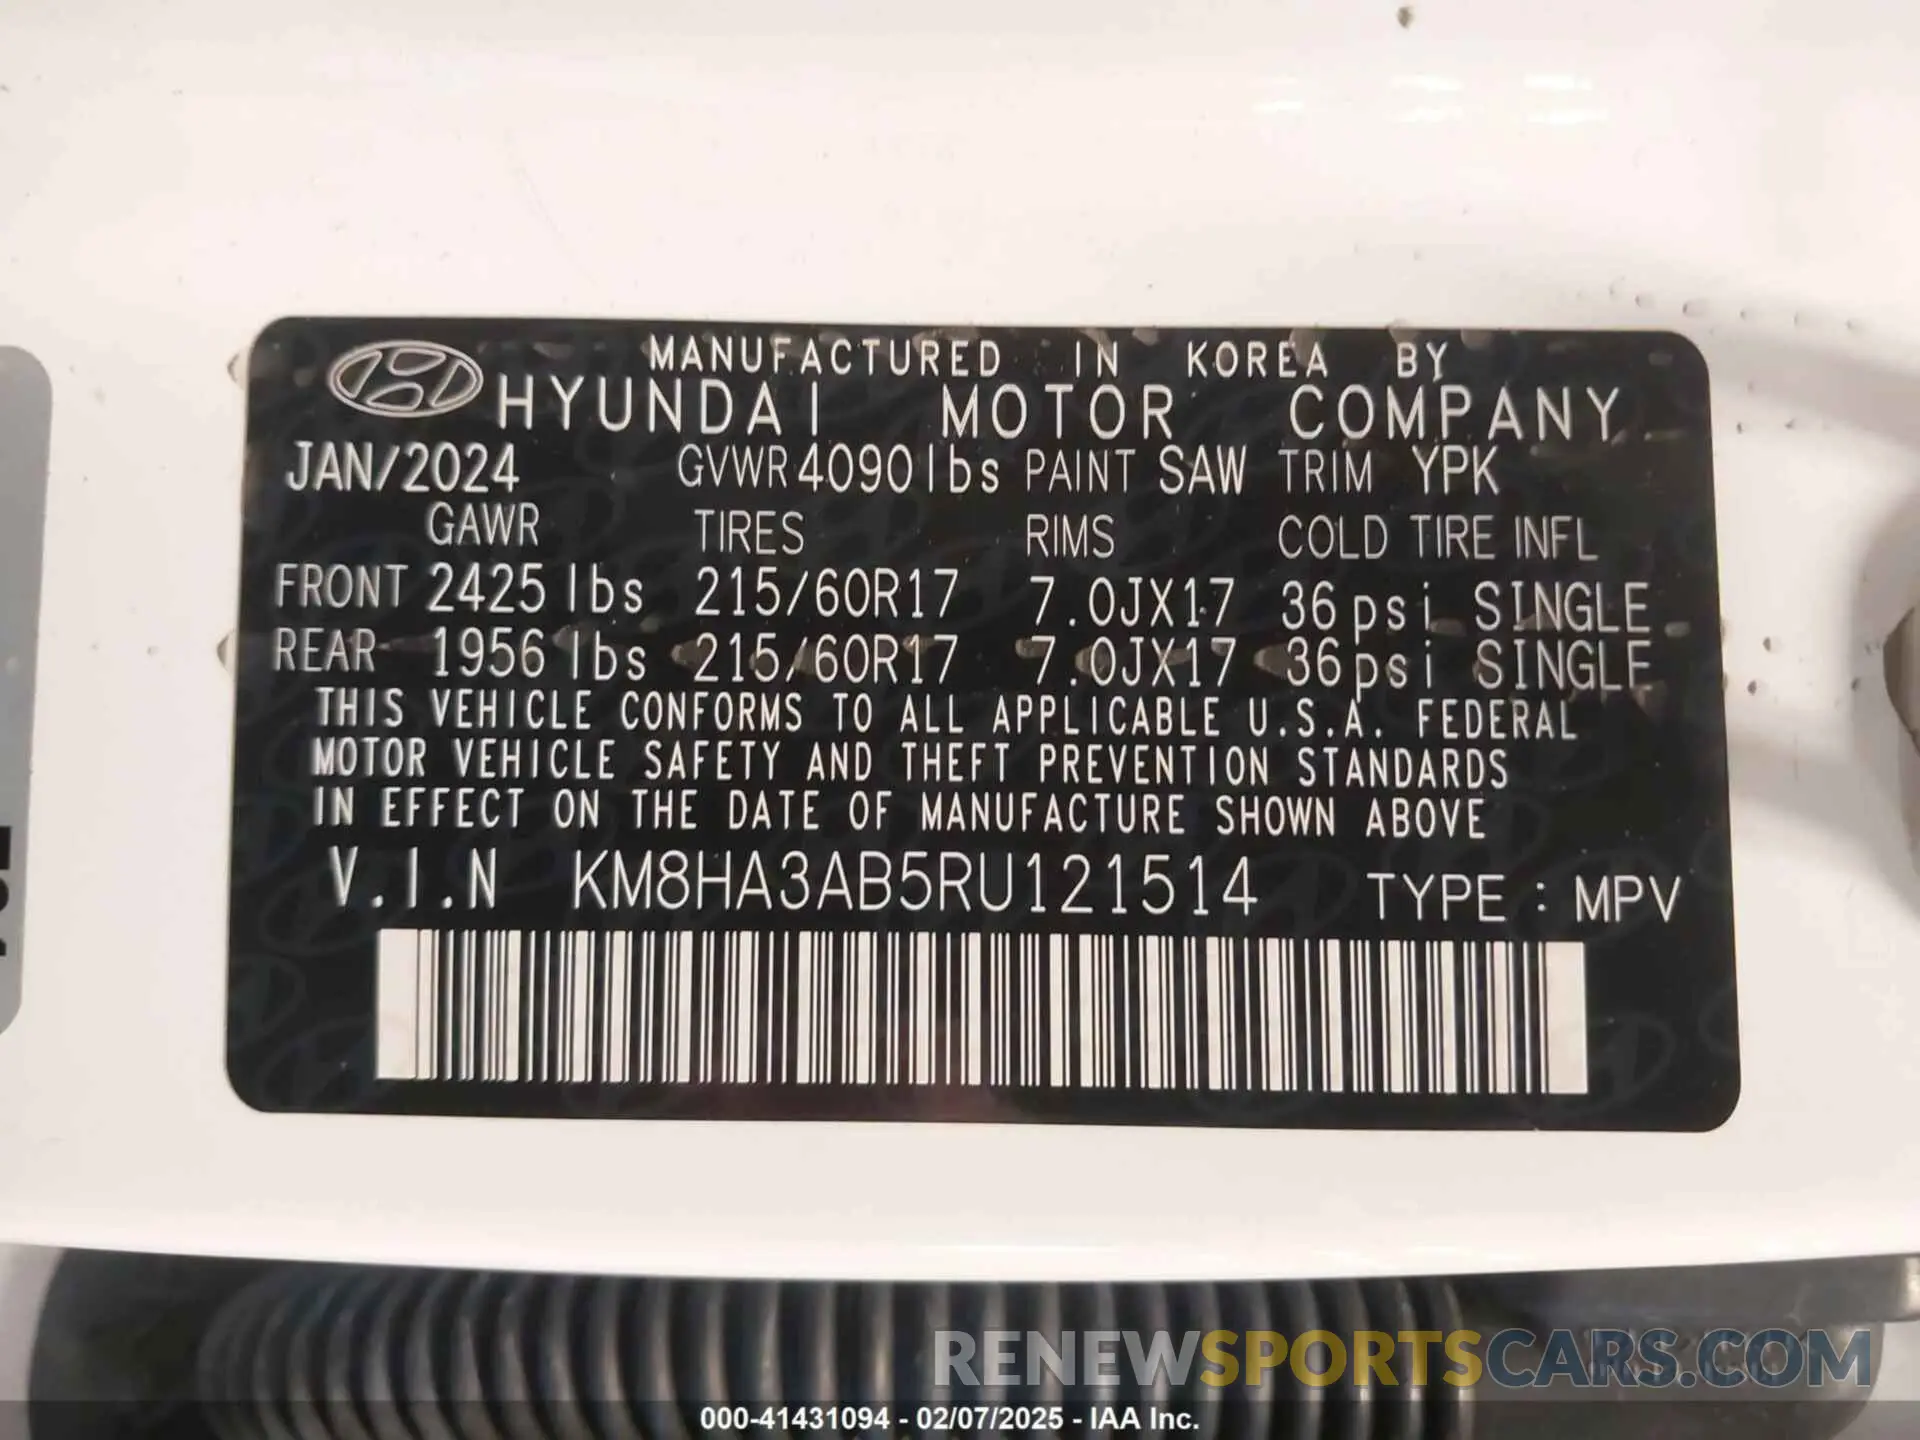 MANUFACTURED IN KOREA BY
HYUNDAI MOTOR COMPANY
JAN/2024 GVWR 4090 lbs PAINT SAW TRIM YPK
GAWR TIRES RIMS COLD TIRE INFL
FRONT 2425 lbs 215/60R17 7.0JX17 36 psi SINGLE
REAR 1956 lbs 215/60R17 7.0JX17 36 psi SINGLE
THIS VEHICLE CONFORMS TO ALL APPLICABLE U.S.A. FEDERAL
MOTOR VEHICLE SAFETY AND THEFT PREVENTION STANDARDS
IN EFFECT ON THE DATE OF MANUFACTURE SHOWN ABOVE
V.I.N KM8HA3AB5RU121514 TYPE : MPV
RENEWSPORTSCARS.COM
000-41431094 - 02/07/2025 - IAA Inc.